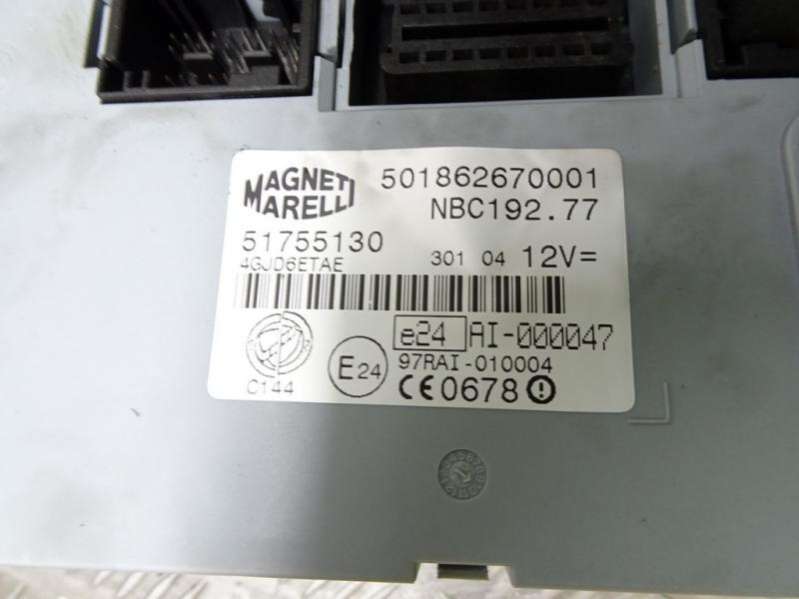 MAGNETI
MARELLI
501862670001
NBC192.77
51755130
4GJD6ETAE
301 04 12V=
e24 AI-000047
E24 97RAI-010004
C144
CE0678